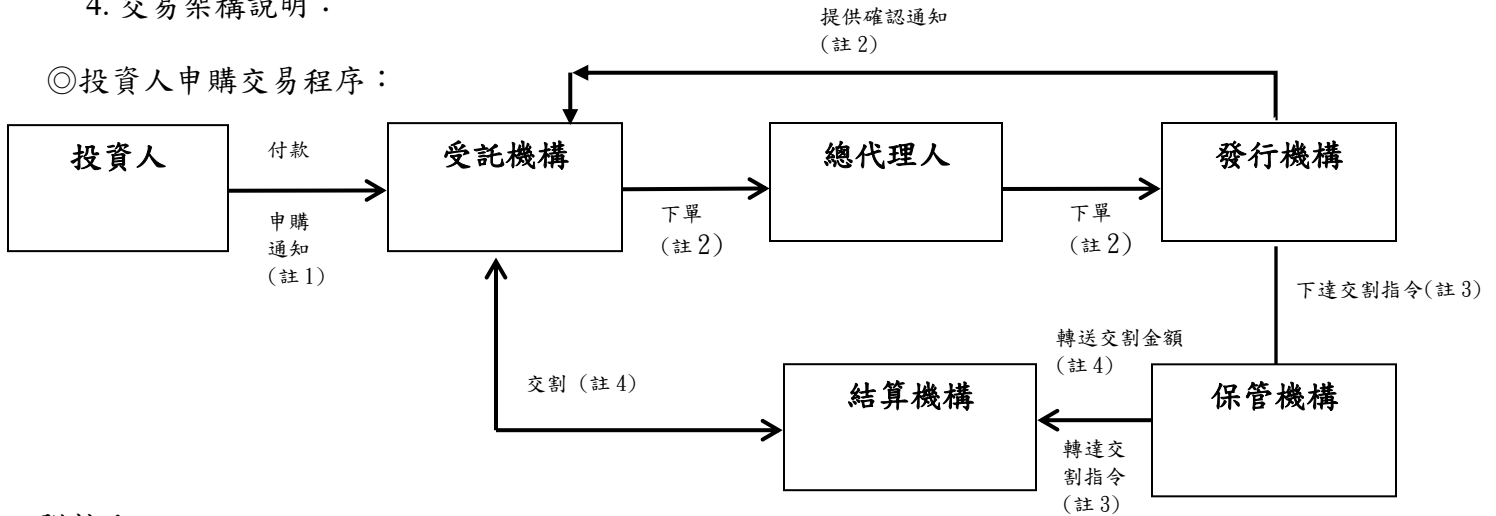 4. 交易架構說明：
提供確認通知
(註 2)
◎投資人申購交易程序：
投資人
付款
申購
通知
(註 1)
受託機構
下單
(註 2)
總代理人
下單
(註 2)
發行機構
下達交割指令(註 3)
轉送交割金額
(註 4)
交割 (註 4)
結算機構
保管機構
轉達交
割指令
(註 3)